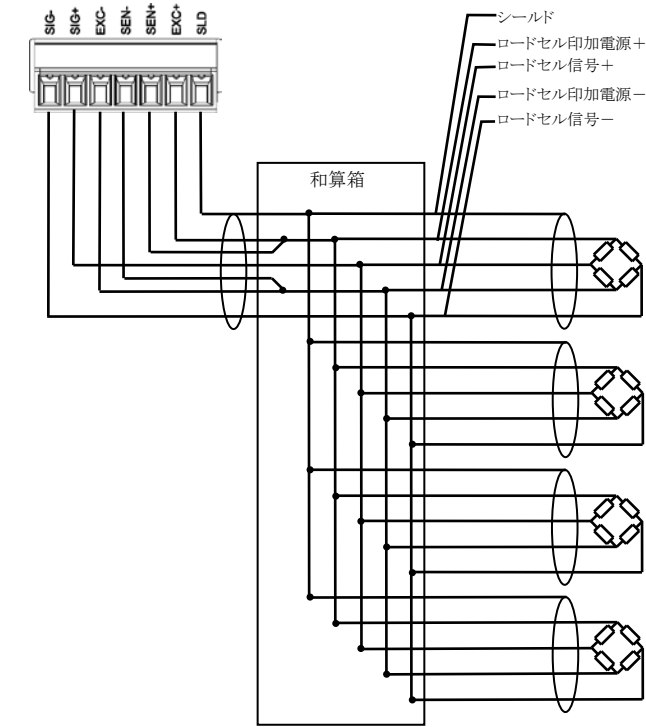 SIG-
SIG+
EXC-
SEN-
SEN+
EXC+
SLD
シールド
ロードセル印加電源＋
ロードセル信号＋
ロードセル印加電源－
ロードセル信号－
和算箱